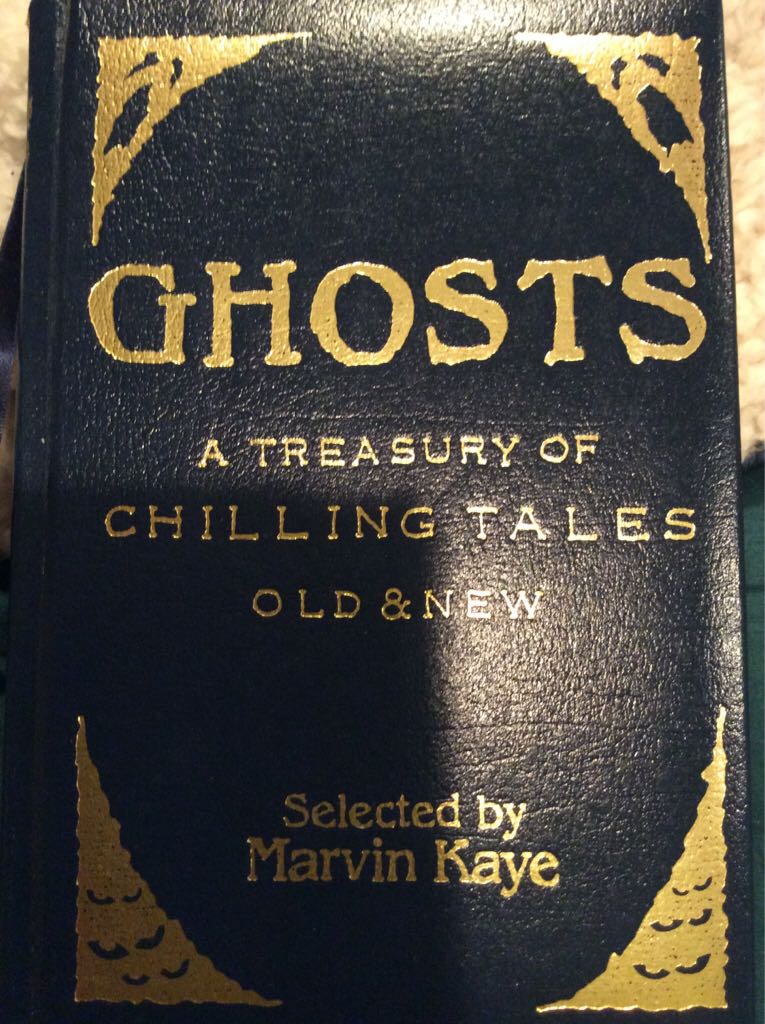 GHOSTS
A TREASURY OF
CHILLING TALES
OLD & NEW
Selected by
Marvin Kaye